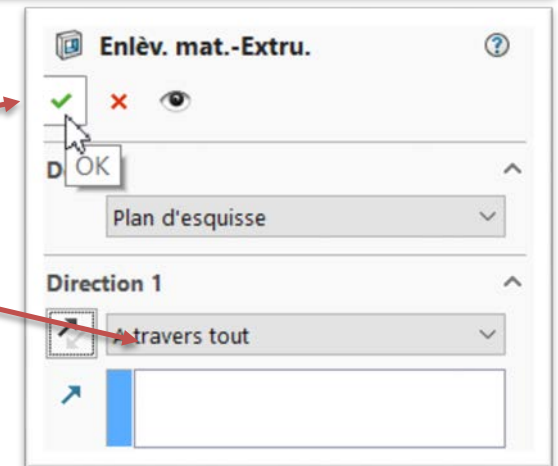 Enlèv. mat.-Extru.
OK
Plan d'esquisse
Direction 1
A travers tout